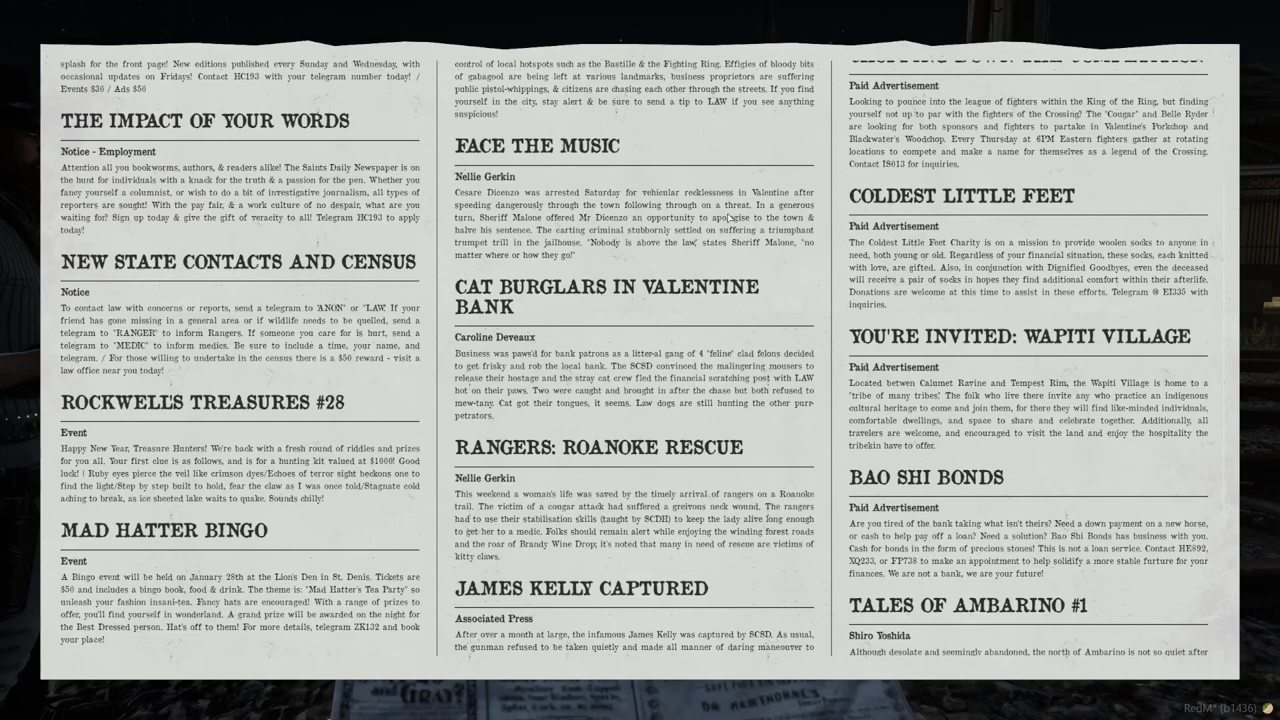 splash for the front page! New editions published every Sunday and Wednesday, with
occasional updates on Fridays! Contact HC193 with your telegram number today! /
Events $30 / Ads $50
THE IMPACT OF YOUR WORDS
Notice - Employment
Attention all you bookworms, authors, & readers alike! The Saints Daily Newspaper is on
the hunt for individuals with a knack for the truth & a passion for the pen. Whether you
fancy yourself a columnist, or wish to do a bit of investigative journalism, all types of
reporters are sought! With the pay fair, & a work culture of no despair, what are you
waiting for? Sign up today & give the gift of veracity to all! Telegram HC193 to apply
today!
NEW STATE CONTACTS AND CENSUS
Notice
To contact law with concerns or reports, send a telegram to 'ANON" or "LAW. If your
friend has gone missing in a general area or if wildlife needs to be quelled, send a
telegram to "RANGER" to inform Rangers. If someone you care for is hurt, send a
telegram to "MEDIC" to inform medics. Be sure to include a time, your name, and
telegram. / For those willing to undertake in the census there is a $50 reward - visit a
law office near you today!
ROCKWELL'S TREASURES #28
Event
Happy New Year, Treasure Hunters! We're back with a fresh round of riddles and prizes
for you all. Your first clue is as follows, and is for a hunting kit valued at $1000! Good
luck! | Ruby eyes pierce the veil like crimson dyes/Echoes of terror sight beckons one to
find the light/Step by step built to hold, fear the claw as I was once told/Stagnate cold
aching to break, as ice sheeted lake waits to quake. Sounds chilly!
MAD HATTER BINGO
Event
A Bingo event will be held on January 28th at the Lion's Den in St. Denis. Tickets are
$50 and includes a bingo book, food & drink. The theme is: "Mad Hatter's Tea Party" so
unleash your fashion insani-tea. Fancy hats are encouraged! With a range of prizes to
offer, you'll find yourself in wonderland. A grand prize will be awarded on the night for
the Best Dressed person. Hat's off to them! For more details, telegram ZK132 and book
your place!
control of local hotspots such as the Bastille & the Fighting Ring. Effigies of bloody bits
of gabagool are being left at various landmarks, business proprietors are suffering
public pistol-whippings, & citizens are chasing each other through the streets. If you find
yourself in the city, stay alert & be sure to send a tip to LAW if you see anything
suspicious!
FACE THE MUSIC
Nellie Gerkin
Cesare Dicenzo was arrested Saturday for vehicular recklessness in Valentine after
speeding dangerously through the town following through on a threat. In a generous
turn, Sheriff Malone offered Mr Dicenzo an opportunity to apologise to the town &
halve his sentence. The carting criminal stubbornly settled on suffering a triumphant
trumpet trill in the jailhouse. "Nobody is above the law,' states Sheriff Malone, "no
matter where or how they go!"
CAT BURGLARS IN VALENTINE
BANK
Caroline Deveaux
Business was paws'd for bank patrons as a litter-al gang of 4 "feline" clad felons decided
to get frisky and rob the local bank. The SCSD convinced the malingering mousers to
release their hostage and the stray cat crew fled the financial scratching post with LAW
hot on their paws. Two were caught and brought in after the chase but both refused to
mew-tany. Cat got their tongues, it seems. Law dogs are still hunting the other purr-
petrators.
RANGERS: ROANOKE RESCUE
Nellie Gerkin
This weekend a woman's life was saved by the timely arrival of rangers on a Roanoke
trail. The victim of a cougar attack had suffered a greivous neck wound. The rangers
had to use their stabilisation skills (taught by SCDH) to keep the lady alive long enough
to get her to a medic. Folks should remain alert while enjoying the winding forest roads
and the roar of Brandy Wine Drop; it's noted that many in need of rescue are victims of
kitty claws.
JAMES KELLY CAPTURED
Associated Press
After over a month at large, the infamous James Kelly was captured by SCSD. As usual,
the gunman refused to be taken quietly and made all manner of daring maneuver to
Paid Advertisement
Looking to pounce into the league of fighters within the King of the Ring, but finding
yourself not up to par with the fighters of the Crossing? The "Cougar" and Belle Ryder
are looking for both sponsors and fighters to partake in Valentine's Porkchop and
Blackwater's Woodchop. Every Thursday at 6PM Eastern fighters gather at rotating
locations to compete and make a name for themselves as a legend of the Crossing.
Contact IS013 for inquiries.
COLDEST LITTLE FEET
Paid Advertisement
The Coldest Little Feet Charity is on a mission to provide woolen socks to anyone in
need, both young or old. Regardless of your financial situation, these socks, each knitted
with love, are gifted. Also, in conjunction with Dignified Goodbyes, even the deceased
will receive a pair of socks in hopes they find additional comfort within their afterlife.
Donations are welcome at this time to assist in these efforts. Telegram @ EI335 with
inquiries.
YOU'RE INVITED: WAPITI VILLAGE
Paid Advertisement
Located betwen Calumet Ravine and Tempest Rim, the Wapiti Village is home to a
"tribe of many tribes.' The folk who live there invite any who practice an indigenous
cultural heritage to come and join them, for there they will find like-minded individuals,
comfortable dwellings, and space to share and celebrate together. Additionally, all
travelers are welcome, and encouraged to visit the land and enjoy the hospitality the
tribekin have to offer.
BAO SHI BONDS
Paid Advertisement
Are you tired of the bank taking what isn't theirs? Need a down payment on a new horse,
or cash to help pay off a loan? Need a solution? Bao Shi Bonds has business with you.
Cash for bonds in the form of precious stones! This is not a loan service. Contact HE892,
XQ233, or FP738 to make an appointment to help solidify a more stable furture for your
finances. We are not a bank, we are your future!
TALES OF AMBARINO #1
Shiro Yoshida
Although desolate and seemingly abandoned, the north of Ambarino is not so quiet after
RedM* (b1436)